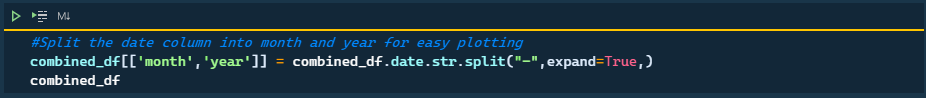 M↓
#Split the date column into month and year for easy plotting
combined_df[['month','year']] = combined_df.date.str.split("-",expand=True,)
combined_df